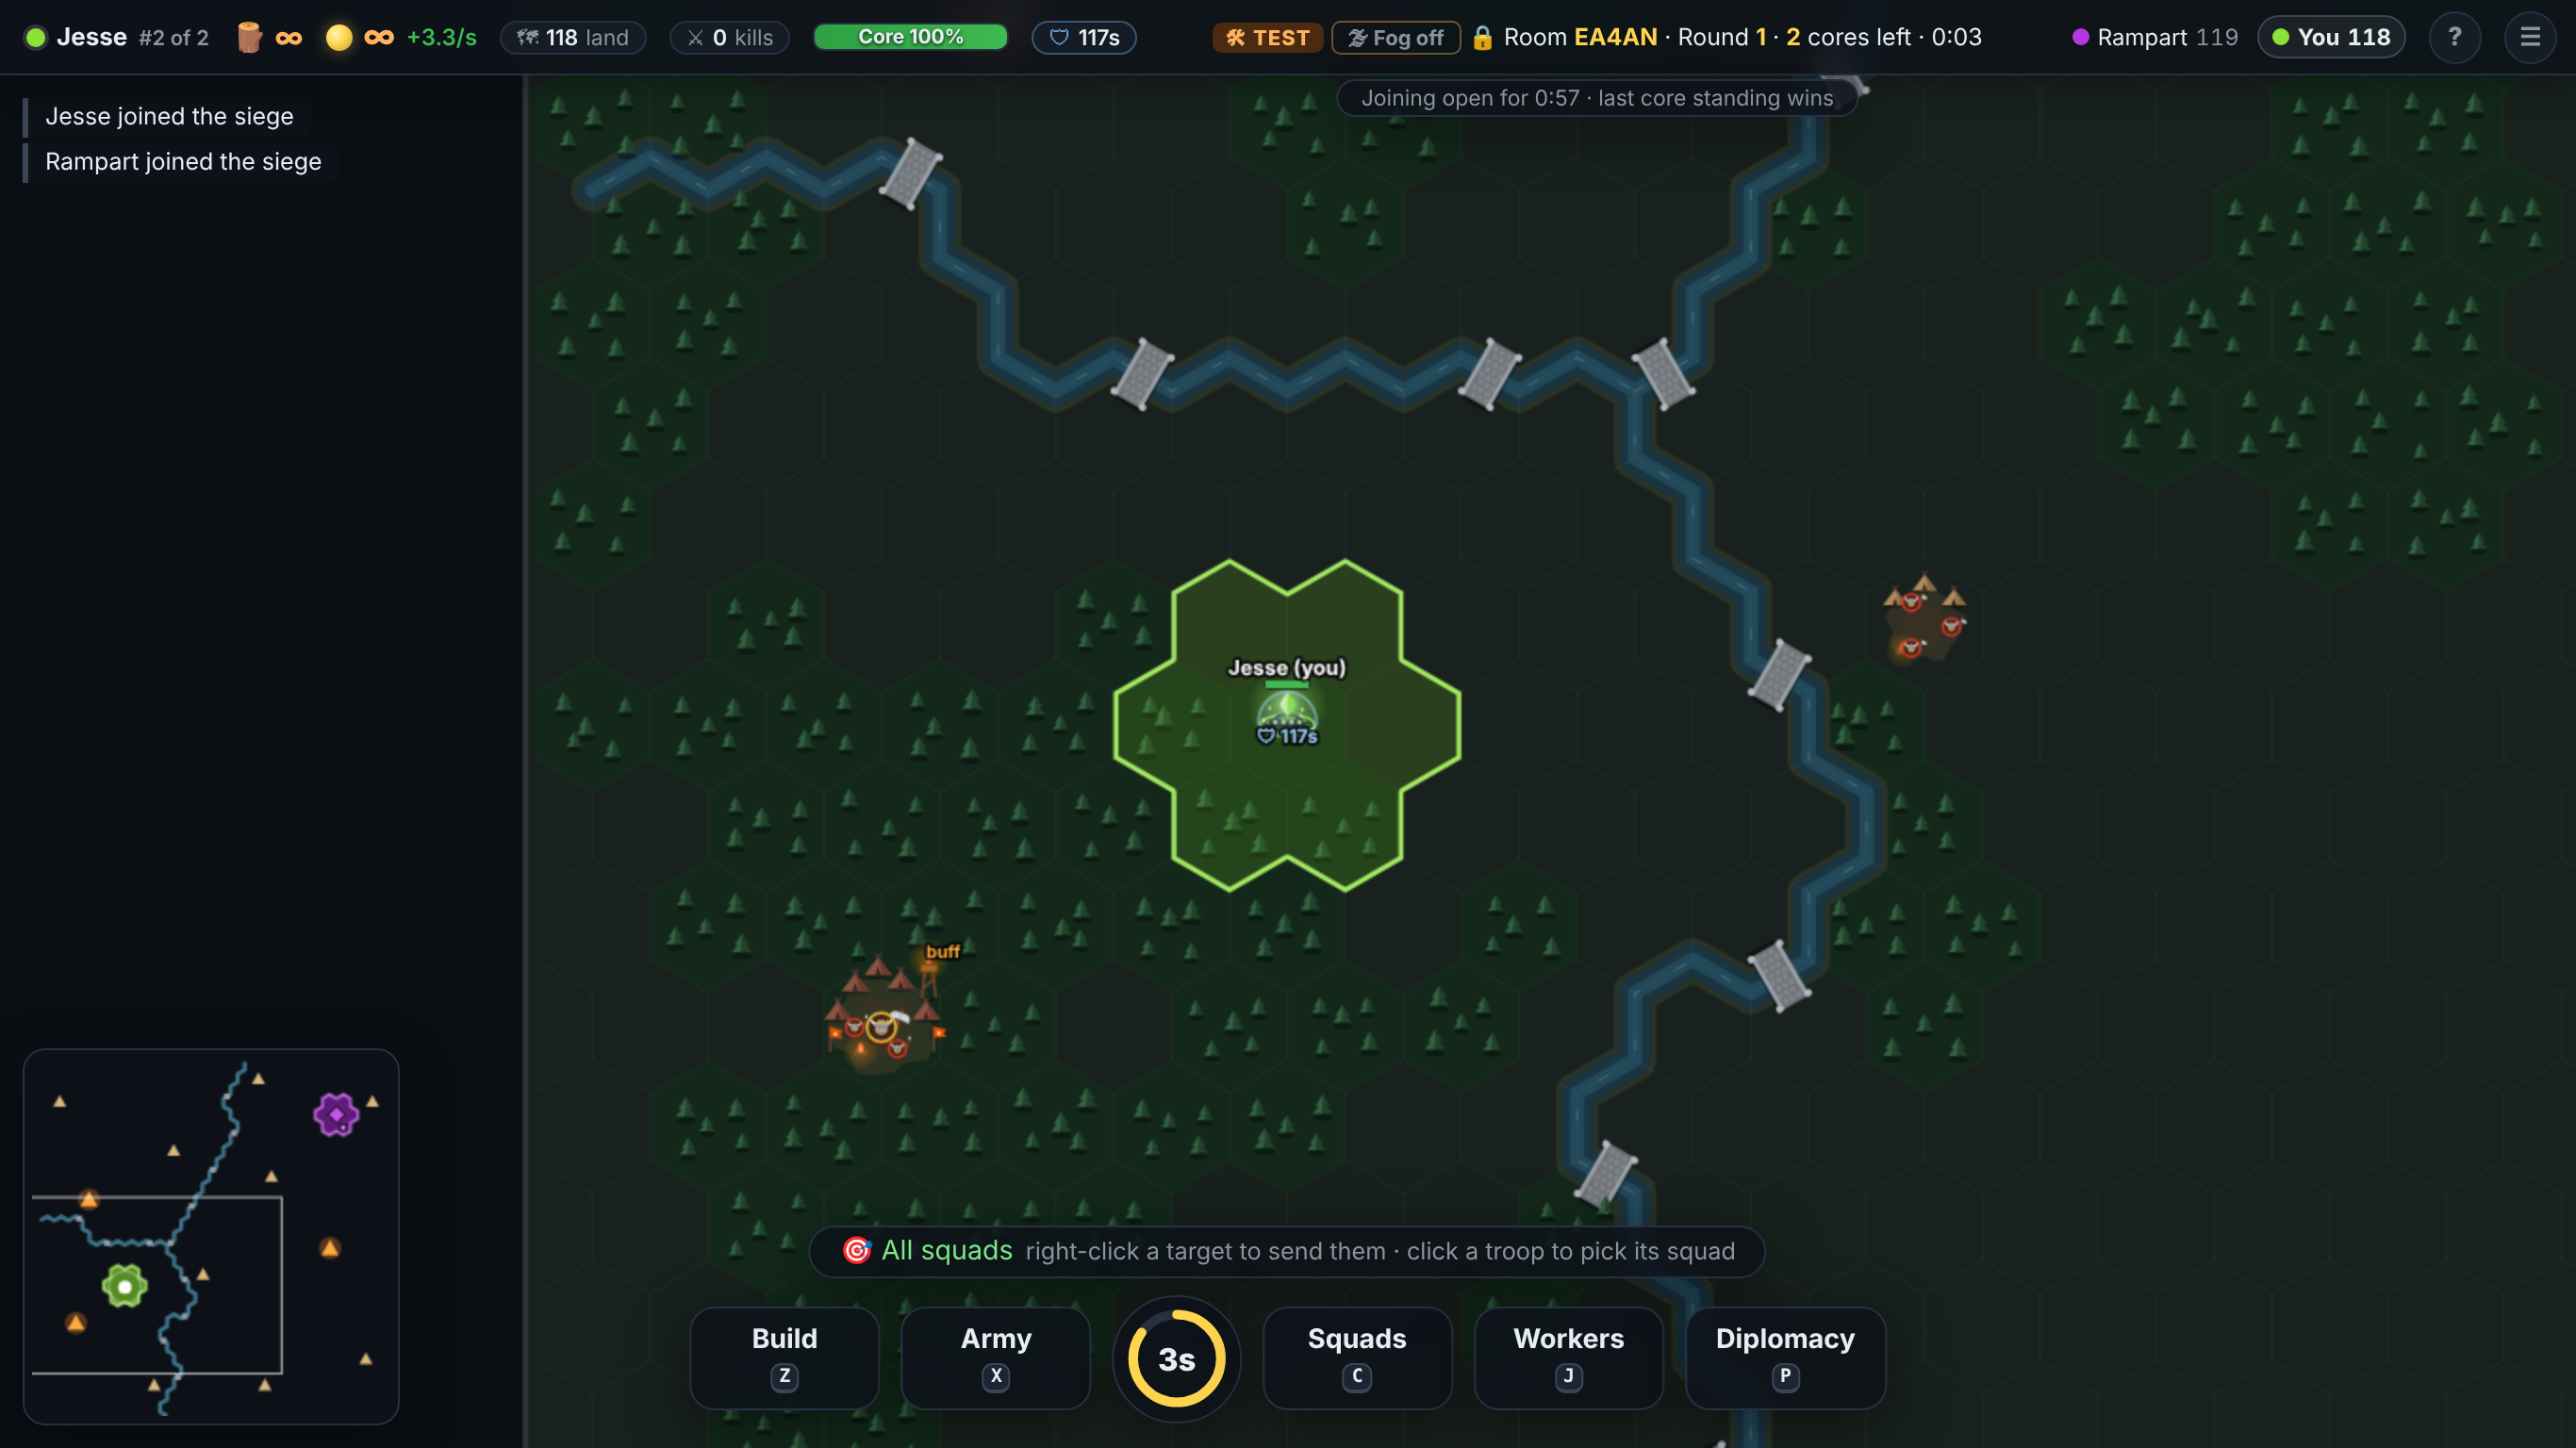 Jesse #2 of 2 ∞ ∞ +3.3/s 118 land 0 kills Core 100% 117s TEST Fog off Room EA4AN · Round 1 · 2 cores left · 0:03 Rampart 119 You 118 ? ☰
Joining open for 0:57 · last core standing wins
Jesse joined the siege
Rampart joined the siege
Jesse (you)
117s
buff
All squads right-click a target to send them · click a troop to pick its squad
Build Army 3s Squads Workers Diplomacy
Z X C J P